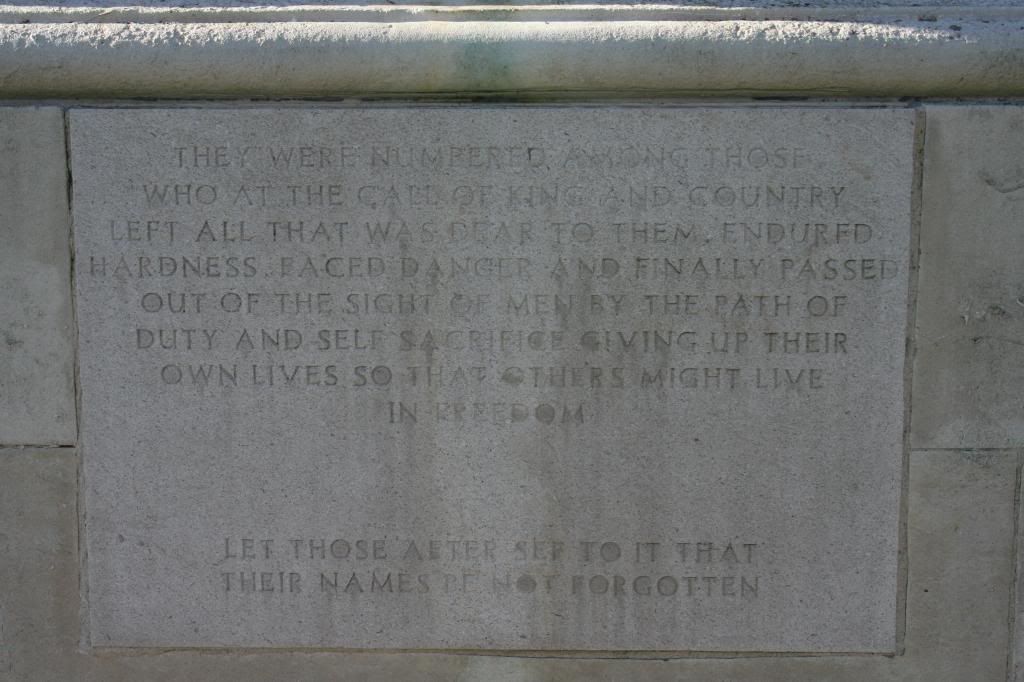 THEY WERE NUMBERED AMONG THOSE
WHO AT THE CALL OF KING AND COUNTRY
LEFT ALL THAT WAS DEAR TO THEM, ENDURED
HARDNESS, FACED DANGER AND FINALLY PASSED
OUT OF THE SIGHT OF MEN BY THE PATH OF
DUTY AND SELF SACRIFICE GIVING UP THEIR
OWN LIVES SO THAT OTHERS MIGHT LIVE
IN FREEDOM
LET THOSE AFTER SEE TO IT THAT
THEIR NAMES BE NOT FORGOTTEN